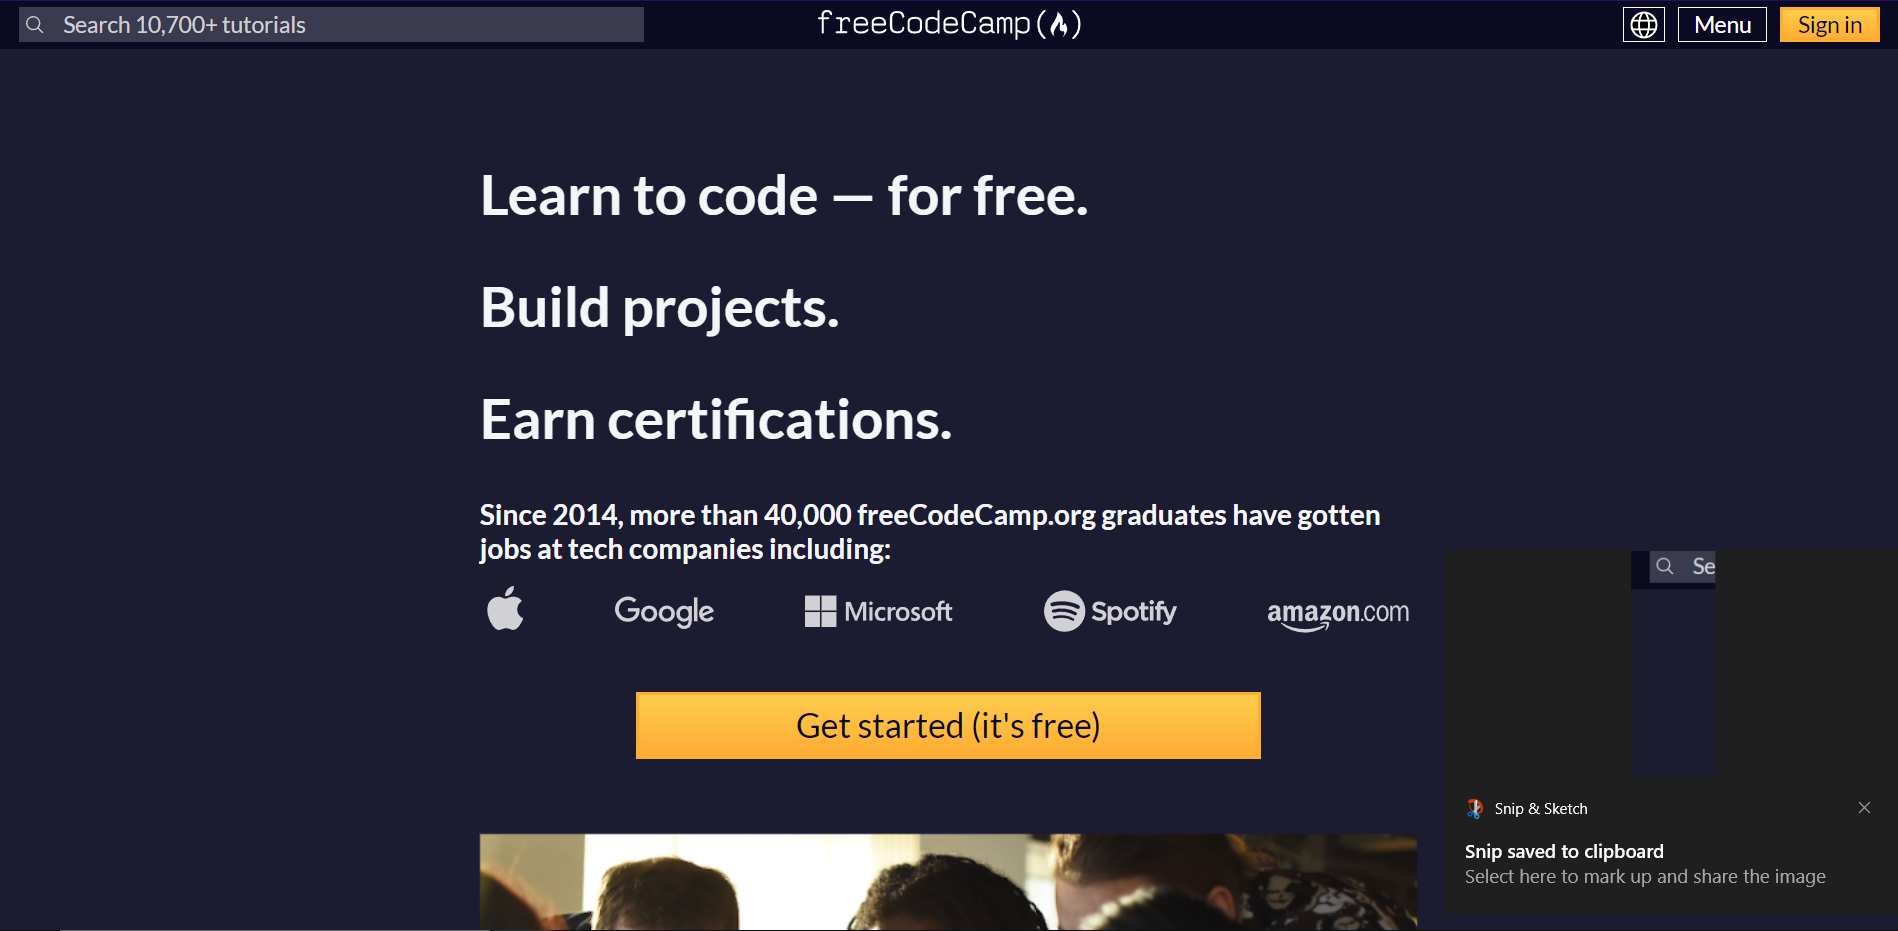 Search 10,700+ tutorials
freeCodeCamp(🔥)
Menu
Sign in
Learn to code — for free.
Build projects.
Earn certifications.
Since 2014, more than 40,000 freeCodeCamp.org graduates have gotten
jobs at tech companies including:
Google
Microsoft
Spotify
amazon.com
Get started (it's free)
Se
Snip & Sketch
Snip saved to clipboard
Select here to mark up and share the image